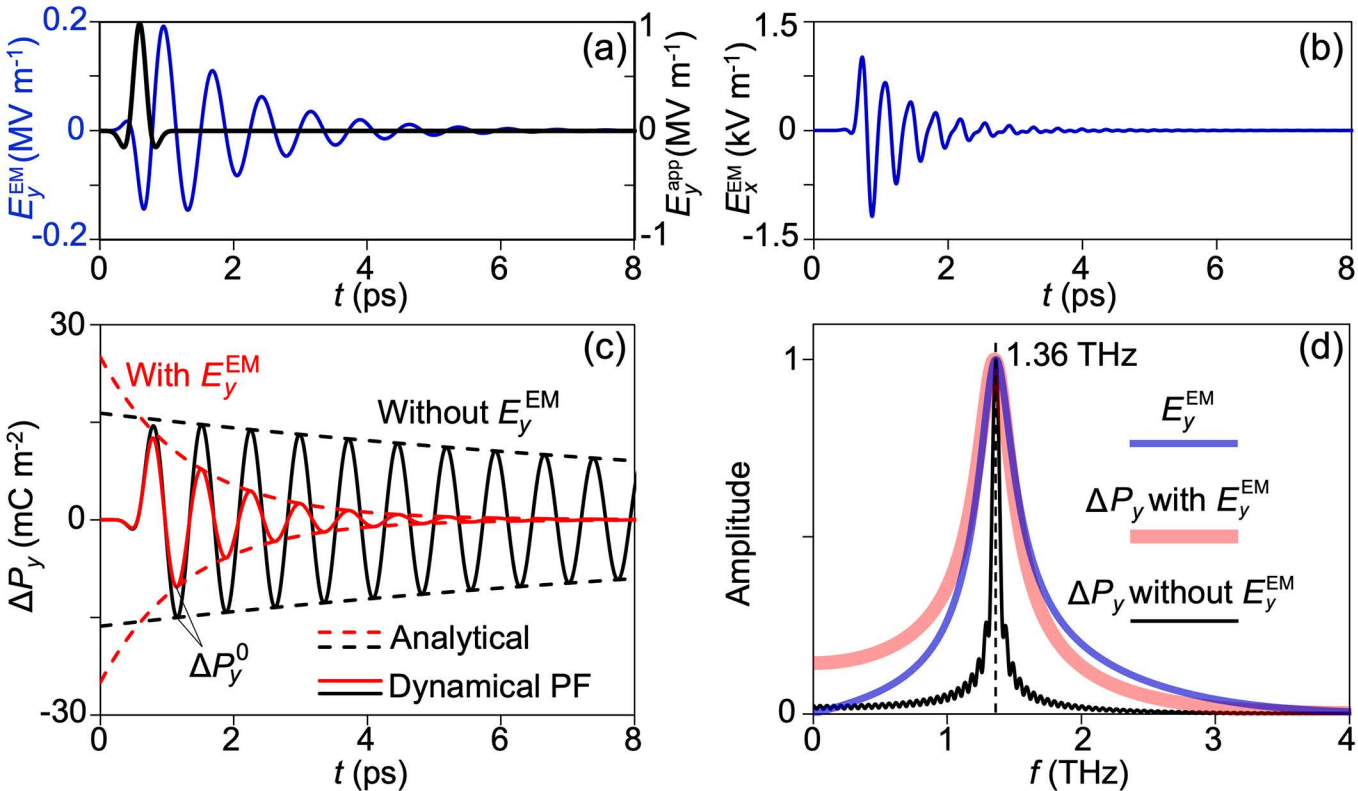 (a)
0.2
0
-0.2
E_y^EM (MV m⁻¹)
1
0
-1
E_y^app (MV m⁻¹)
0 2 4 6 8
t (ps)
(b)
1.5
0
-1.5
E_x^EM (kV m⁻¹)
0 2 4 6 8
t (ps)
(c)
30
0
-30
ΔP_y (mC m⁻²)
With E_y^EM
Without E_y^EM
ΔP_y^0
Analytical
Dynamical PF
0 2 4 6 8
t (ps)
(d)
1
0
Amplitude
1.36 THz
E_y^EM
ΔP_y with E_y^EM
ΔP_y without E_y^EM
0 1 2 3 4
f (THz)